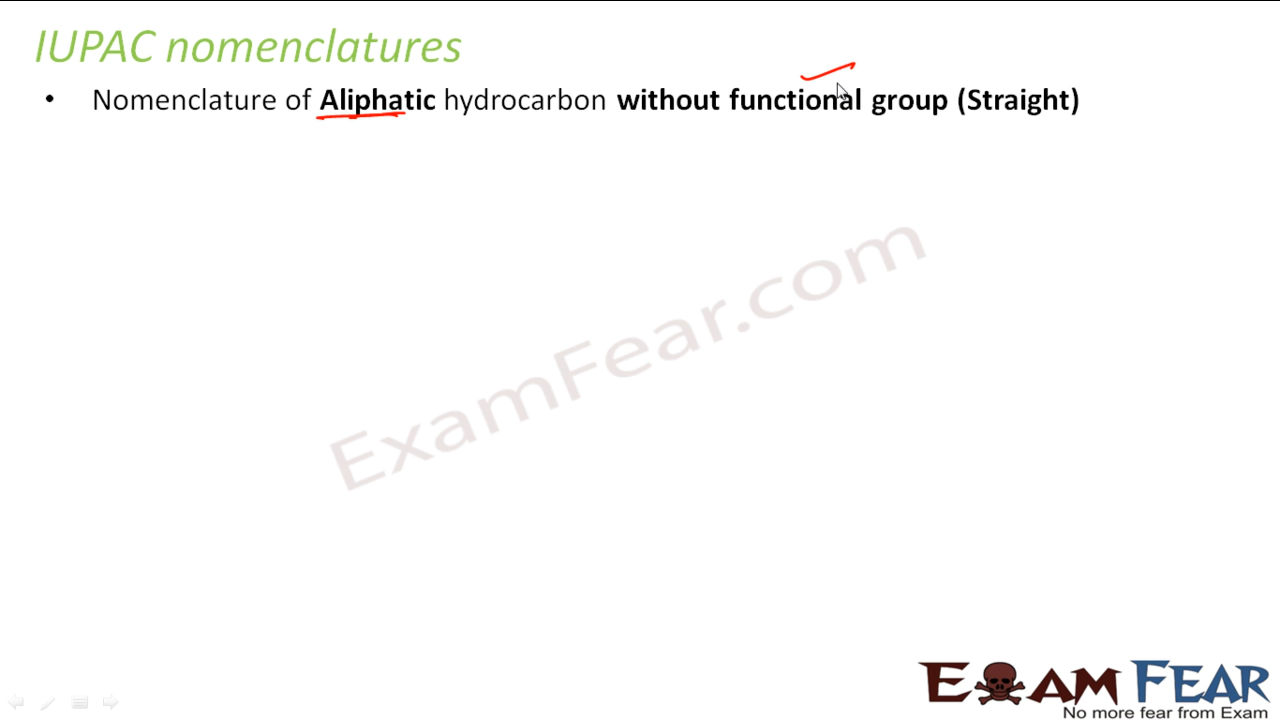 IUPAC nomenclatures
• Nomenclature of Aliphatic hydrocarbon without functional group (Straight)
ExamFear.com
EXAM FEAR
No more fear from Exam